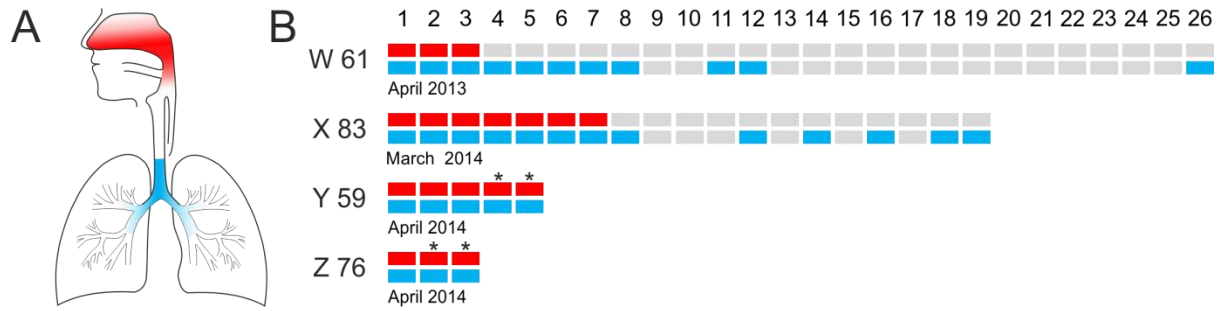 A
B
1 2 3 4 5 6 7 8 9 10 11 12 13 14 15 16 17 18 19 20 21 22 23 24 25 26
W 61
April 2013
X 83
March 2014
* *
Y 59
April 2014
* *
Z 76
April 2014